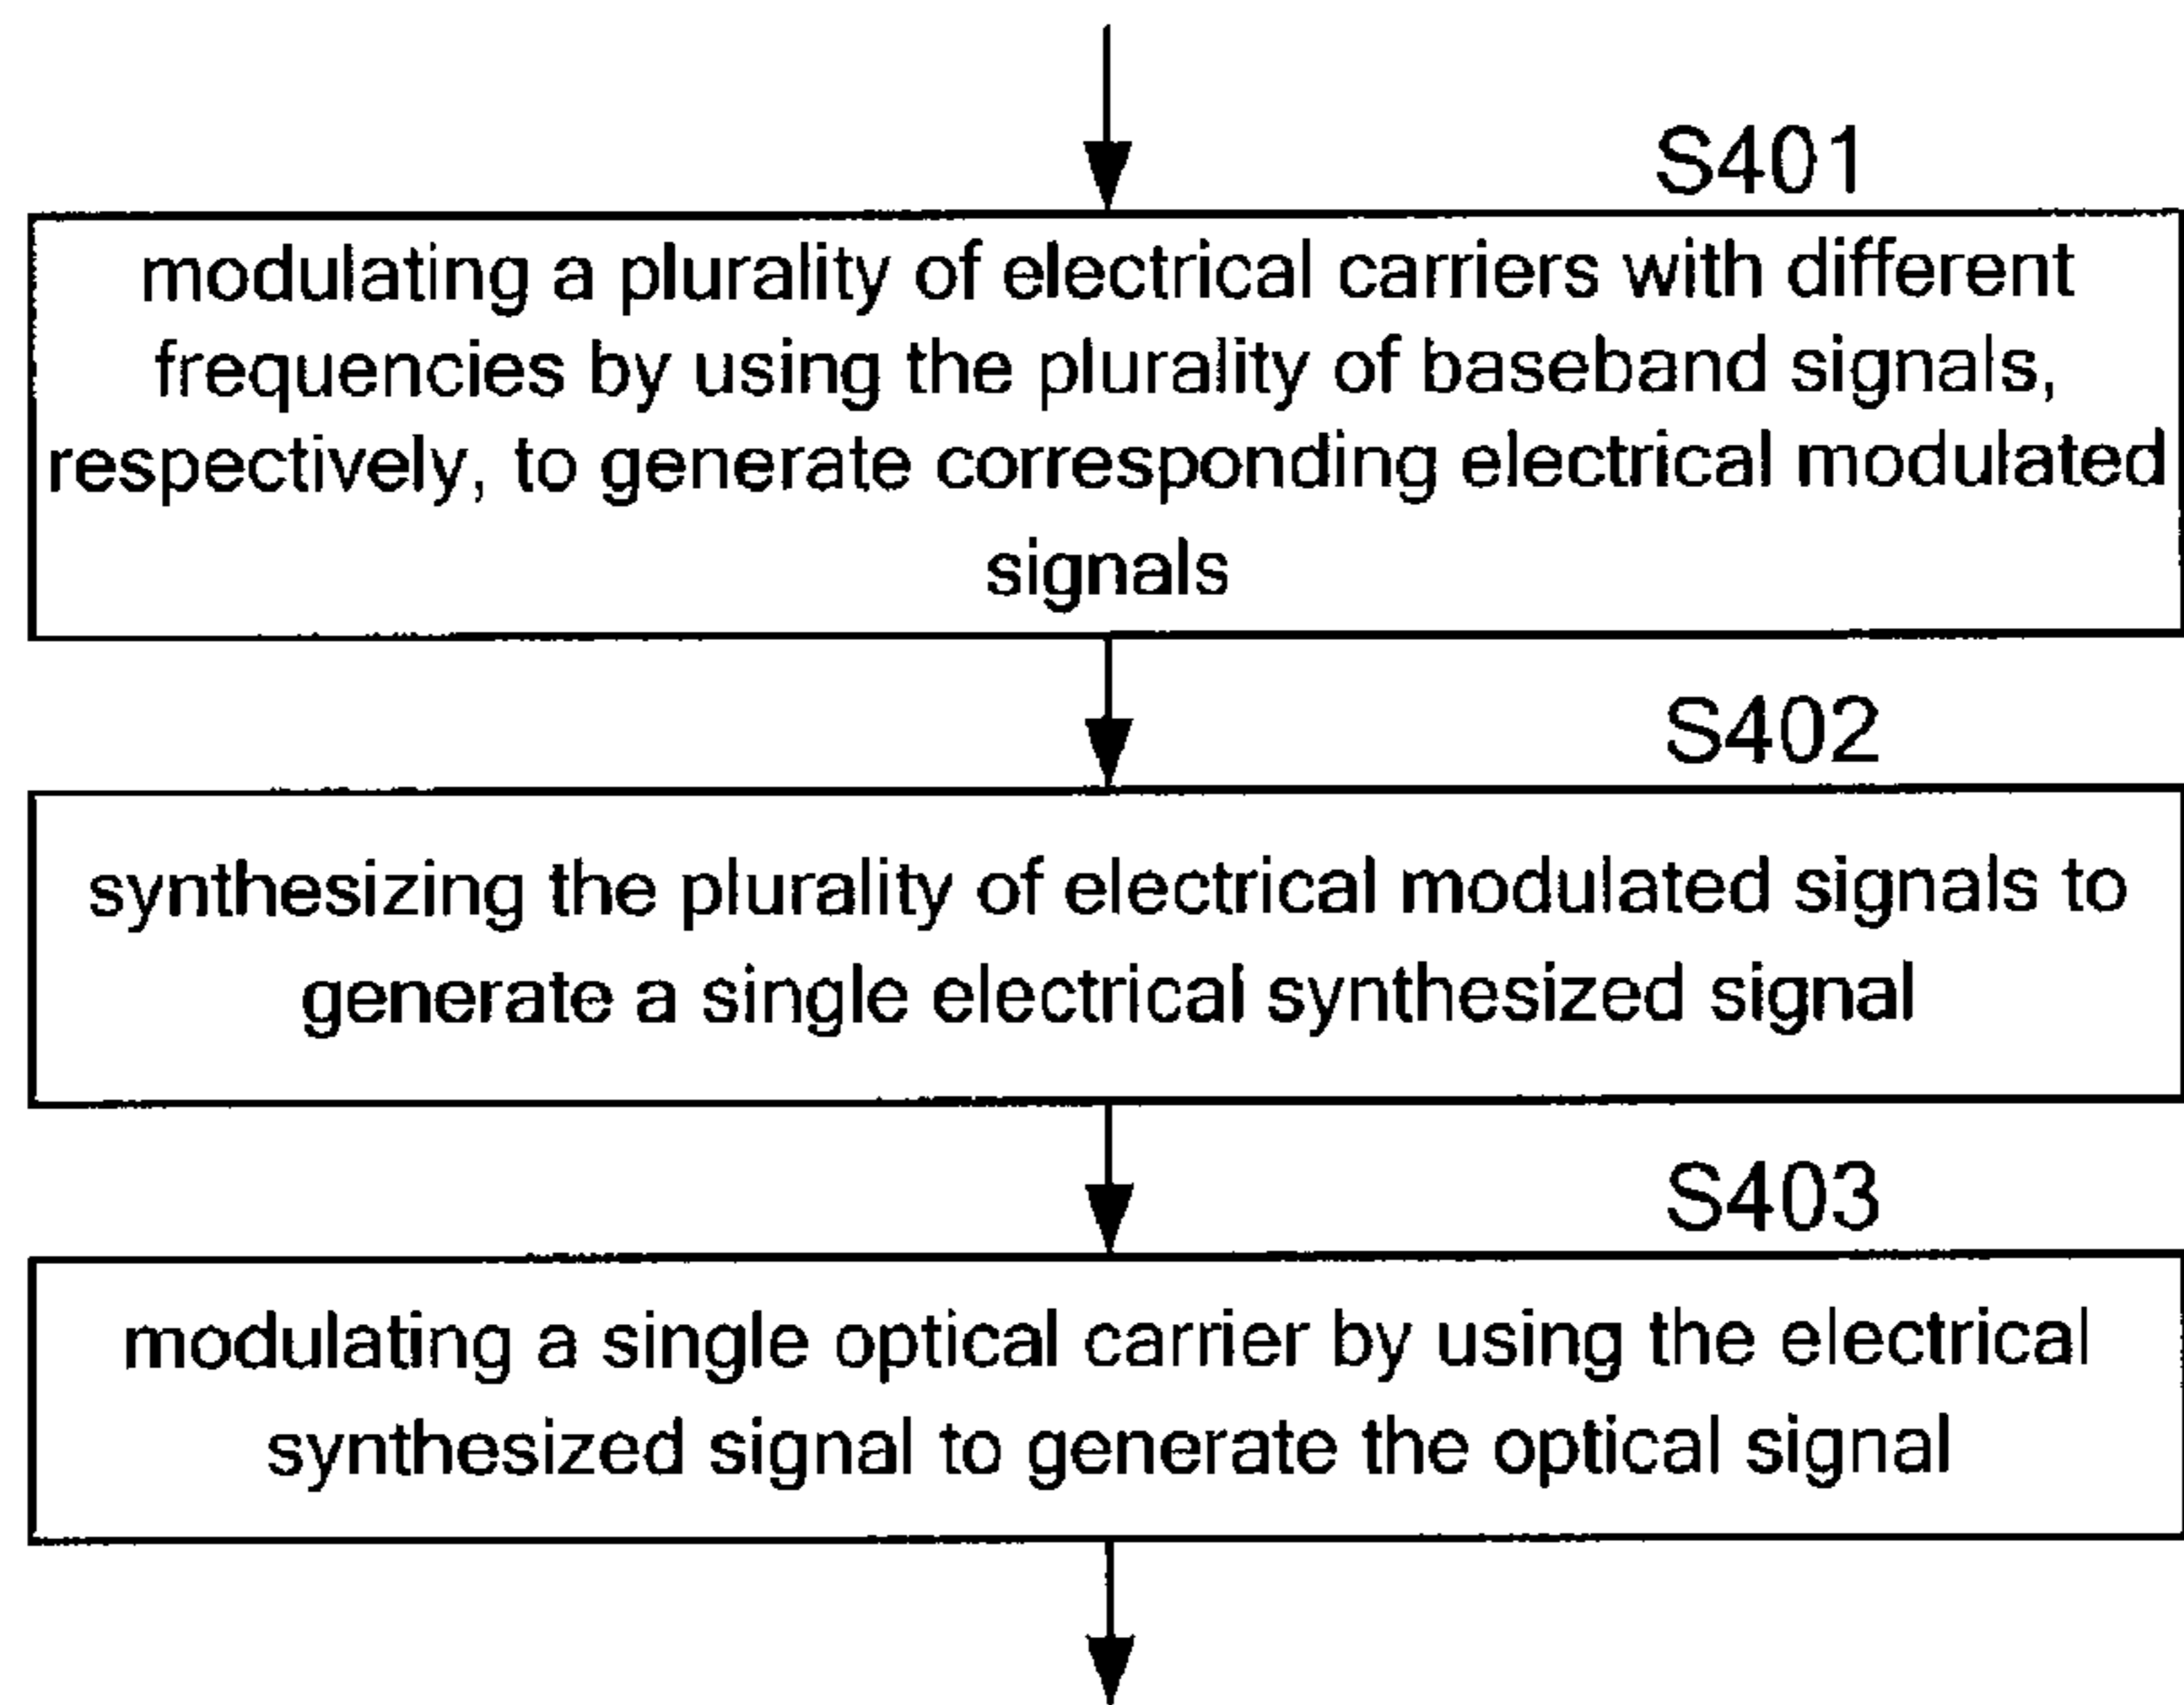 S401
modulating a plurality of electrical carriers with different
frequencies by using the plurality of baseband signals,
respectively, to generate corresponding electrical modulated
signals
S402
synthesizing the plurality of electrical modulated signals to
generate a single electrical synthesized signal
S403
modulating a single optical carrier by using the electrical
synthesized signal to generate the optical signal